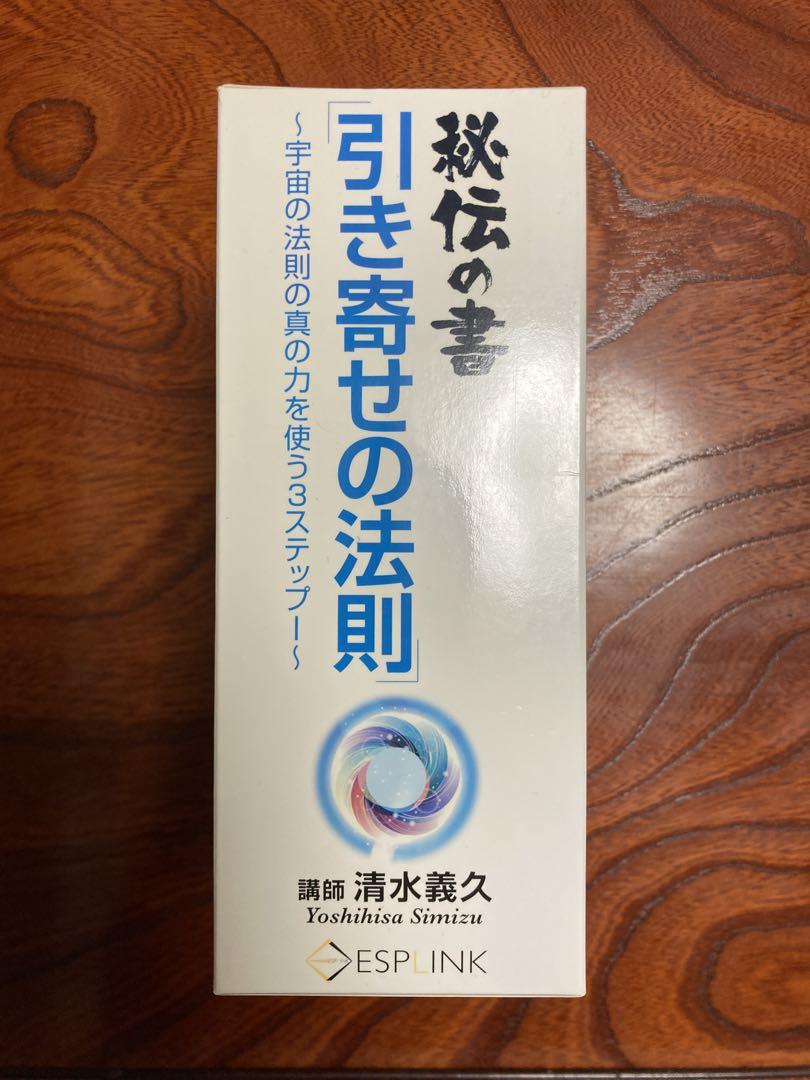 秘伝の書
「引き寄せの法則」
～宇宙の法則の真の力を使う3ステップー～
講師 清水義久
Yoshihisa Simizu
ESPLINK